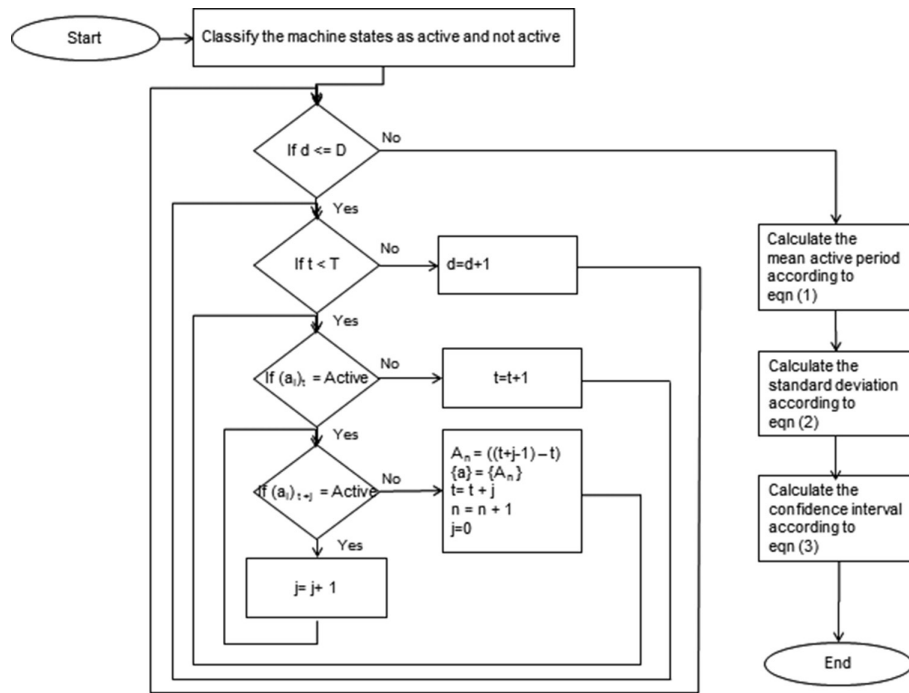 Start
Classify the machine states as active and not active
If d <= D
No
Yes
If t < T
No
d=d+1
Yes
If (aᵢ)ₜ = Active
No
t=t+1
Yes
If (aᵢ) ₜ₊ⱼ = Active
No
Aₙ = ((t+j-1) – t)
{a} = {Aₙ}
t= t + j
n = n + 1
j=0
Yes
j= j+ 1
Calculate the
mean active period
according to
eqn (1)
Calculate the
standard deviation
according to
eqn (2)
Calculate the
confidence interval
according to
eqn (3)
End